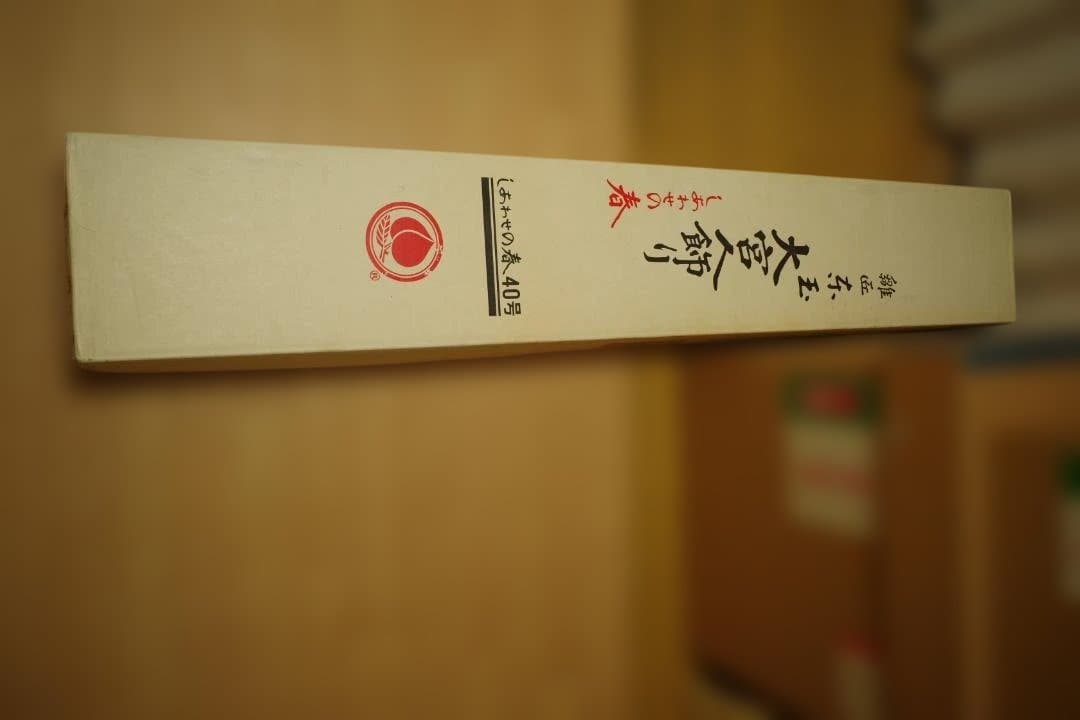 雛匠東玉
大宮人飾り
しあわせの春
しあわせの春40号
®